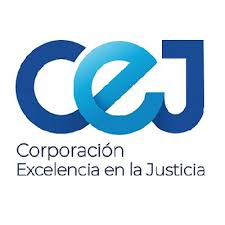 CeJ
Corporación
Excelencia en la Justicia